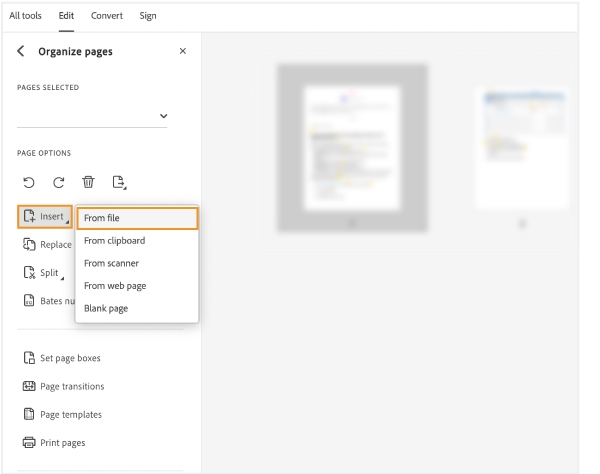 All tools Edit Convert Sign
Organize pages
PAGES SELECTED
PAGE OPTIONS
Insert
From file
From clipboard
From scanner
From web page
Blank page
Replace
Split
Bates nu
Set page boxes
Page transitions
Page templates
Print pages